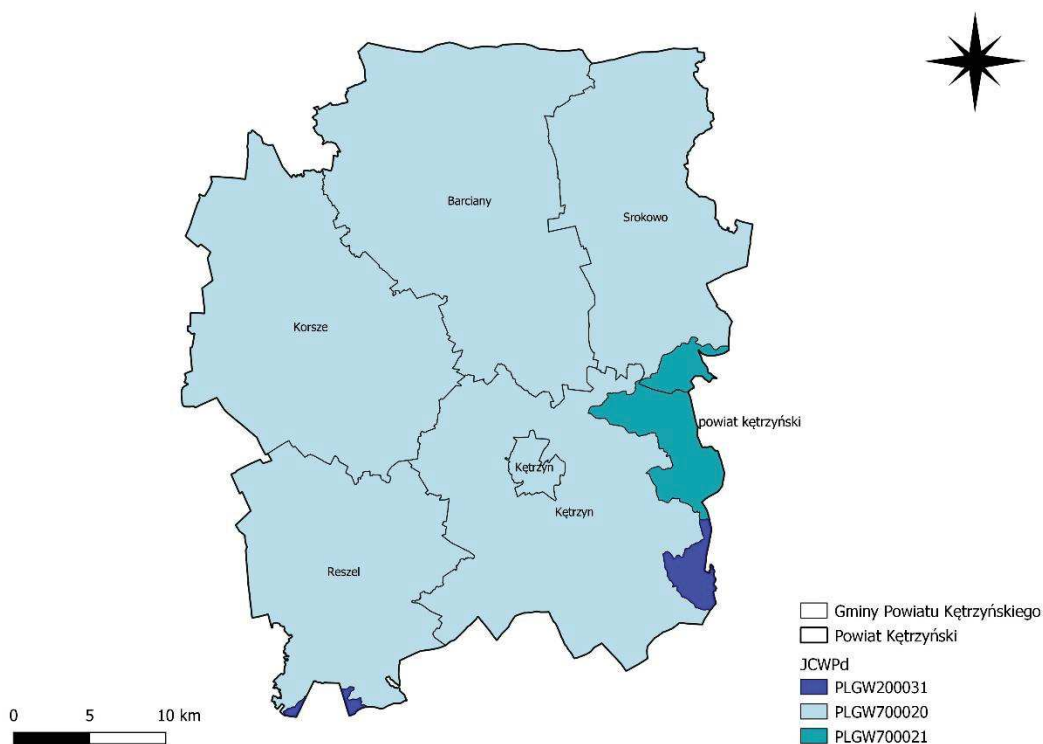 Barciany
Srokowo
Korsze
powiat kętrzyński
Kętrzyn
Kętrzyn
Reszel
Gminy Powiatu Kętrzyńskiego
Powiat Kętrzyński
JCWPd
PLGW200031
PLGW700020
PLGW700021
0 5 10 km